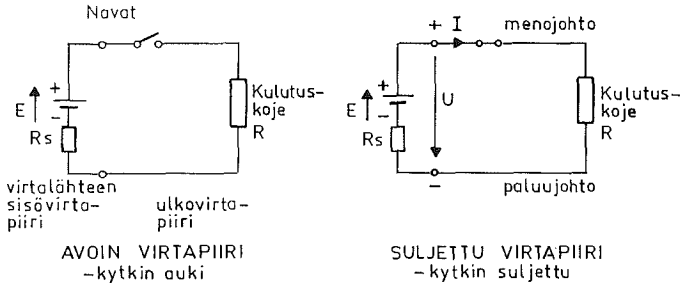 Navat
+
E
-
Rs
Kulutus-
koje
R
virtalähteen
sisövirta-
piiri
ulkovirta-
piiri
AVOIN VIRTAPIIRI
-kytkin auki
+ I menojohto
+
E
-
Rs
U
Kulutus-
koje
R
-
paluujohto
SULJETTU VIRTAPIIRI
-kytkin suljettu